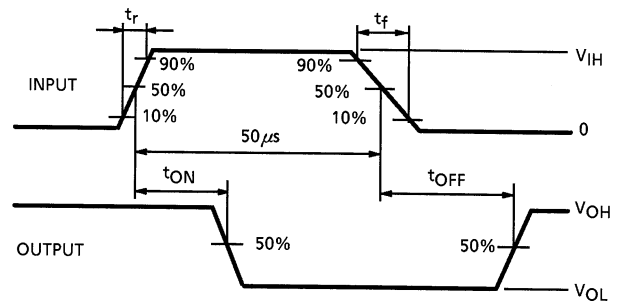 tr
tf
VIH
90%
90%
INPUT
50%
50%
10%
10%
0
50μs
tON
tOFF
VOH
OUTPUT
50%
50%
VOL